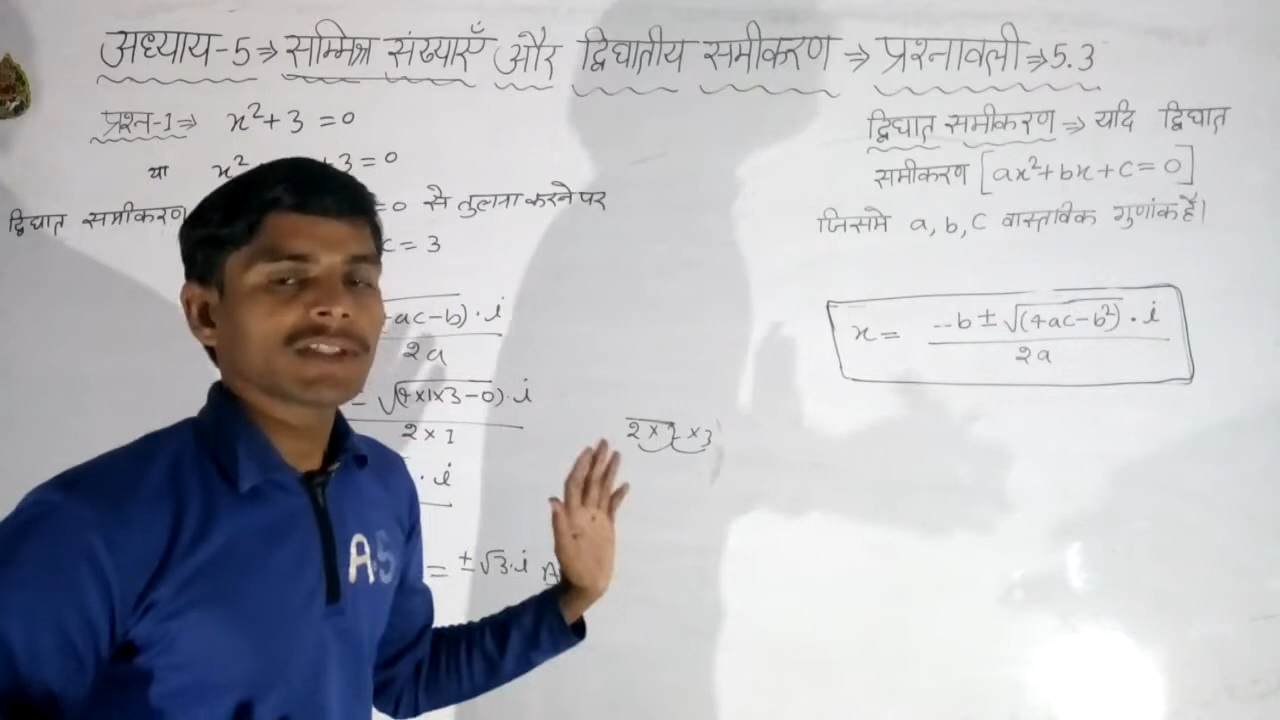 अध्याय-5⇒ सम्मिश्र संख्याएँ और द्विघातीय समीकरण ⇒ प्रश्नावली⇒5.3
प्रश्न-1⇒ x²+3=0
या x² +3=0
द्विघात समीकरण =0 से तुलना करने पर
c=3
ac-b)·i
2a
√(4×1×3-0)·i
2×1
·i
= ±√3·i
2×2×3
A.S
द्विघात समीकरण ⇒ यदि द्विघात
समीकरण [ax²+bx+c=0]
जिसमे a, b, c वास्तविक गुणांक है।
x= -b±√(4ac-b²)·i
2a